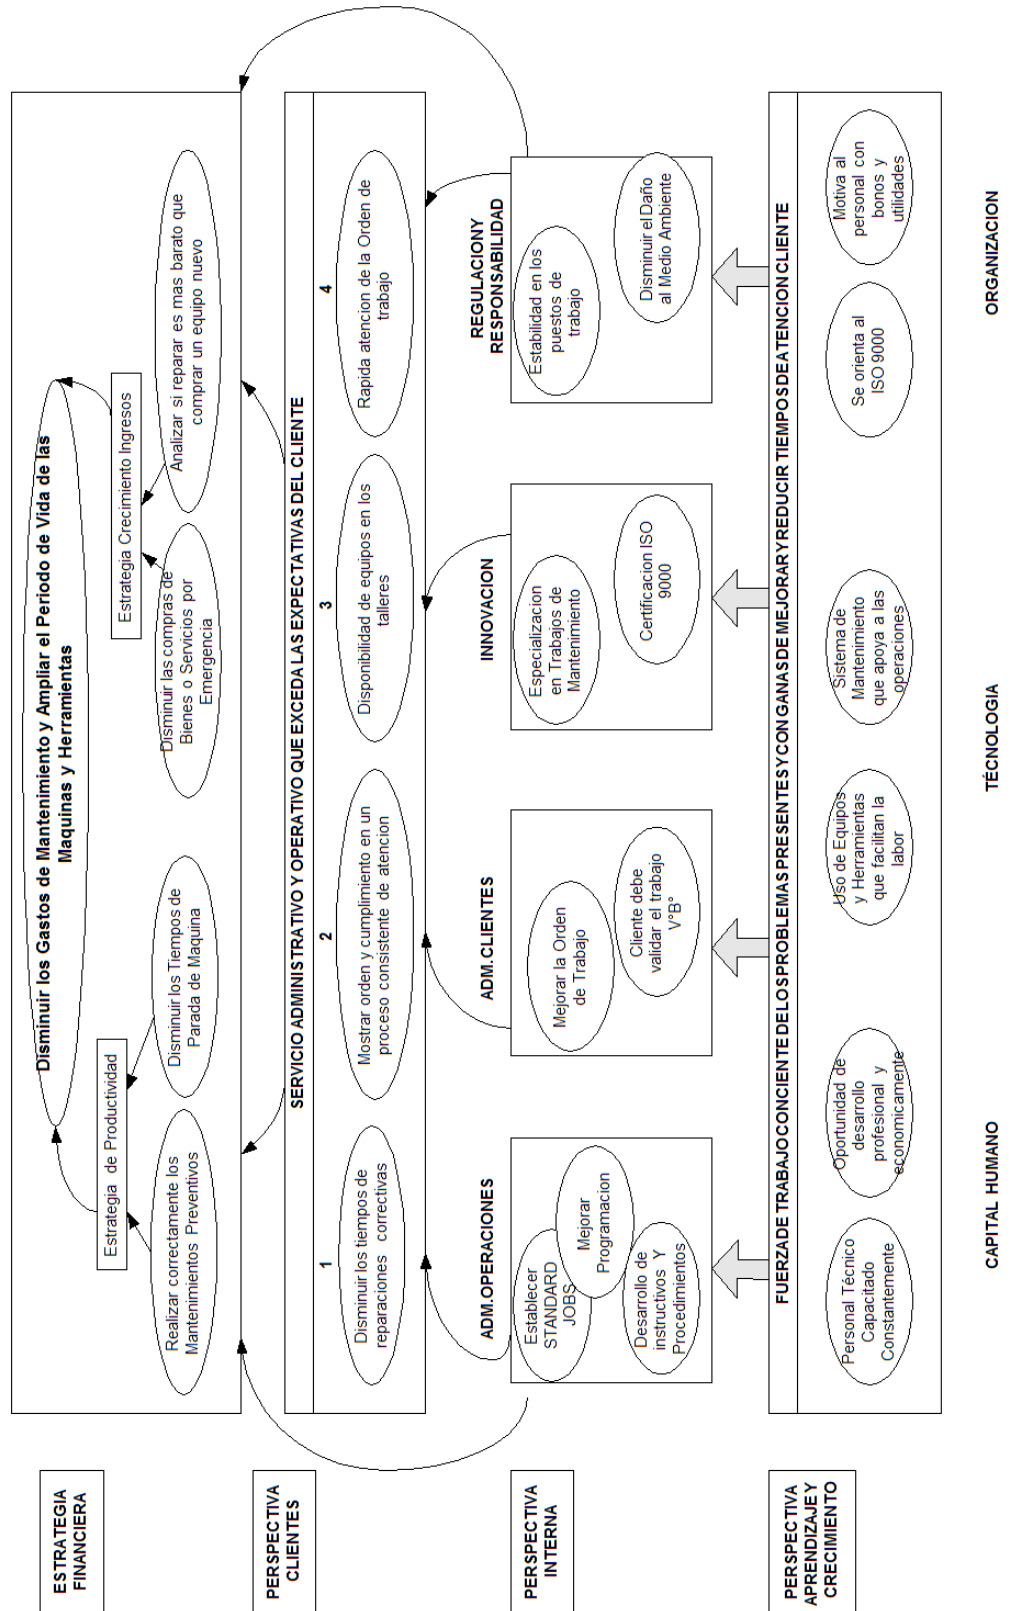 ESTRATEGIA
FINANCIERA
Disminuir los Gastos de Mantenimiento y Ampliar el Periodo de Vida de las
Maquinas y Herramientas
Estrategia de Productividad
Estrategia Crecimiento Ingresos
Realizar correctamente los
Mantenimientos Preventivos
Disminuir los Tiempos de
Parada de Maquina
Disminuir las compras de
Bienes o Servicios por
Emergencia
Analizar si reparar es mas barato que
comprar un equipo nuevo
PERSPECTIVA
CLIENTES
SERVICIO ADMINISTRATIVO Y OPERATIVO QUE EXCEDA LAS EXPECTATIVAS DEL CLIENTE
1
Disminuir los tiempos de
reparaciones correctivas
2
Mostrar orden y cumplimiento en un
proceso consistente de atencion
3
Disponibilidad de equipos en los
talleres
4
Rapida atencion de la Orden de
trabajo
PERSPECTIVA
INTERNA
ADM.OPERACIONES
Establecer
STANDARD
JOBS
Mejorar
Programacion
Desarrollo de
instructivos Y
Procedimientos
ADM.CLIENTES
Mejorar la Orden
de Trabajo
Cliente debe
validar el trabajo
V°B°
INNOVACION
Especializacion
en Trabajos de
Mantenimiento
Certificacion ISO
9000
REGULACION Y
RESPONSABILIDAD
Estabilidad en los
puestos de
trabajo
Disminuir el Daño
al Medio Ambiente
PERSPECTIVA
APRENDIZAJE Y
CRECIMIENTO
FUERZA DE TRABAJO CONCIENTE DE LOS PROBLEMAS PRESENTES Y CON GANAS DE MEJORAR Y REDUCIR TIEMPOS DE ATENCION CLIENTE
Personal Técnico
Capacitado
Constantemente
Oportunidad de
desarrollo
profesional y
economicamente
Uso de Equipos
y Herramientas
que facilitan la
labor
Sistema de
Mantenimiento
que apoya a las
operaciones
Se orienta al
ISO 9000
Motiva al
personal con
bonos y
utilidades
CAPITAL HUMANO
TÉCNOLOGIA
ORGANIZACION